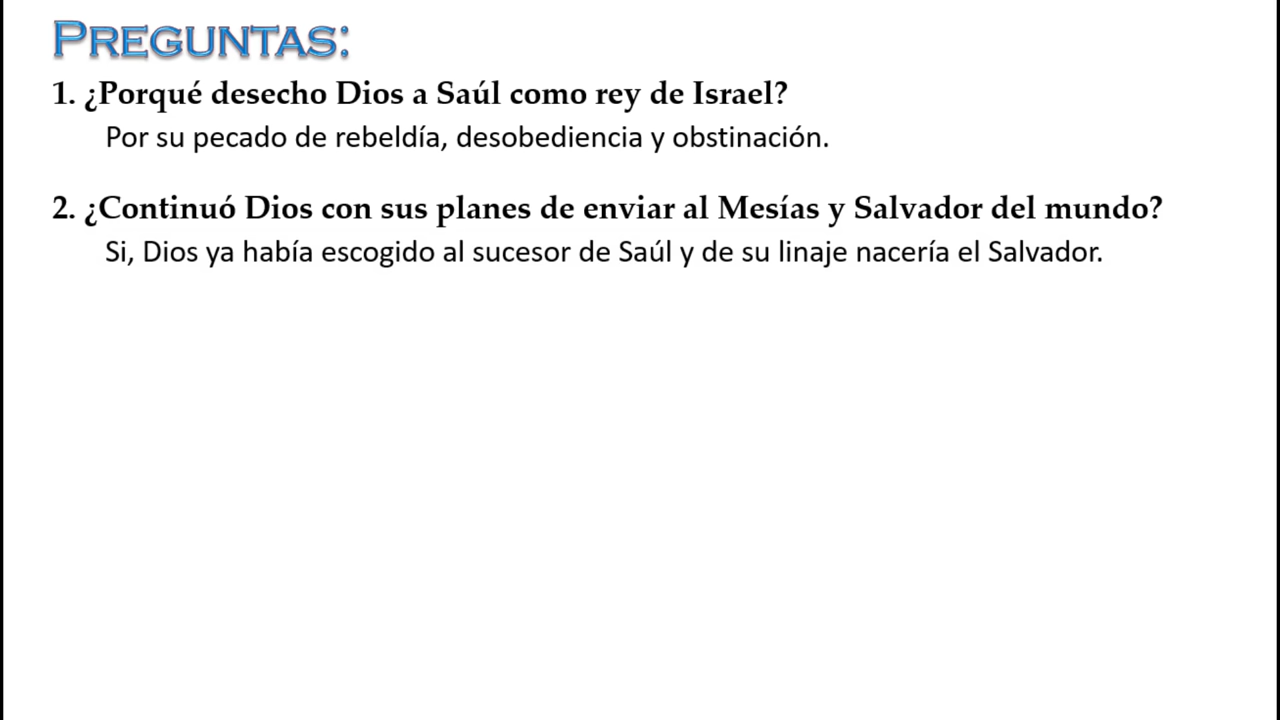 PREGUNTAS:
1. ¿Porqué desecho Dios a Saúl como rey de Israel?
Por su pecado de rebeldía, desobediencia y obstinación.
2. ¿Continuó Dios con sus planes de enviar al Mesías y Salvador del mundo?
Si, Dios ya había escogido al sucesor de Saúl y de su linaje nacería el Salvador.